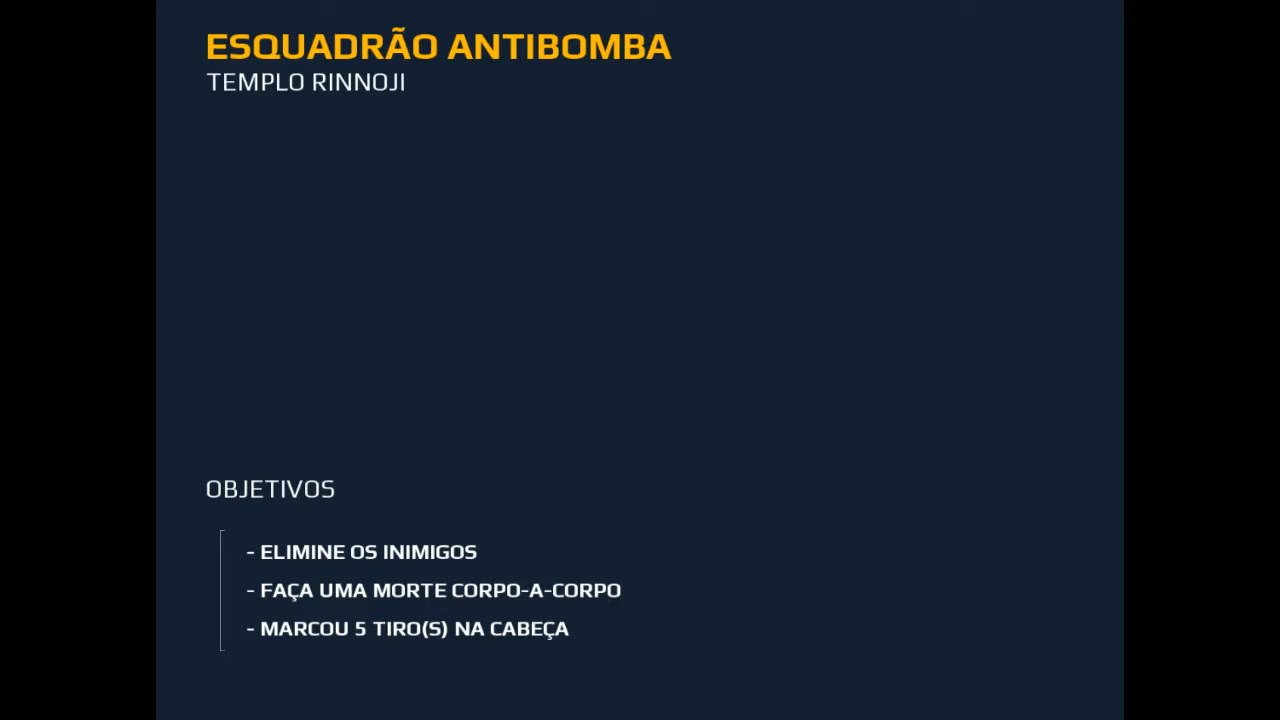 ESQUADRÃO ANTIBOMBA
TEMPLO RINNOJI
OBJETIVOS
- ELIMINE OS INIMIGOS
- FAÇA UMA MORTE CORPO-A-CORPO
- MARCOU 5 TIRO(S) NA CABEÇA